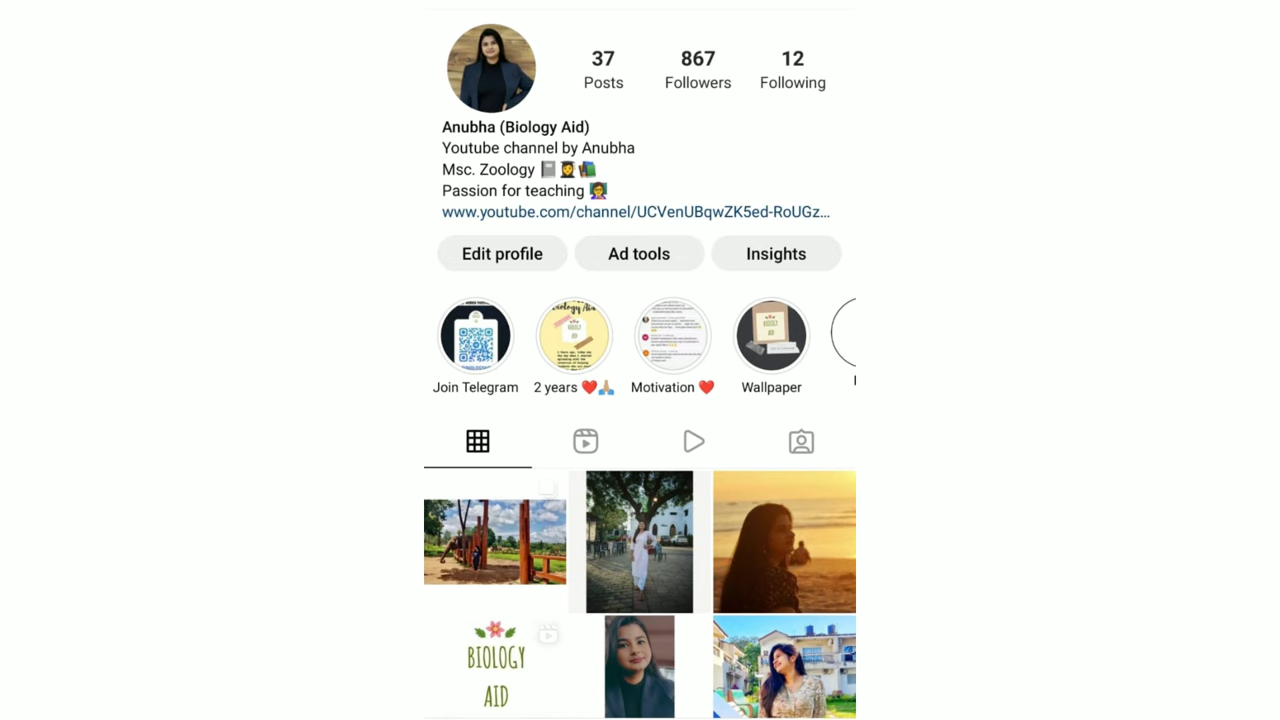 37
Posts
867
Followers
12
Following
Anubha (Biology Aid)
Youtube channel by Anubha
Msc. Zoology 📓👩‍🎓📚
Passion for teaching 👩‍🏫
www.youtube.com/channel/UCVenUBqwZK5ed-RoUGz...
Edit profile
Ad tools
Insights
Join Telegram
2 years ❤️🙏🏼
Motivation ❤️
Wallpaper
BIOLOGY
AID